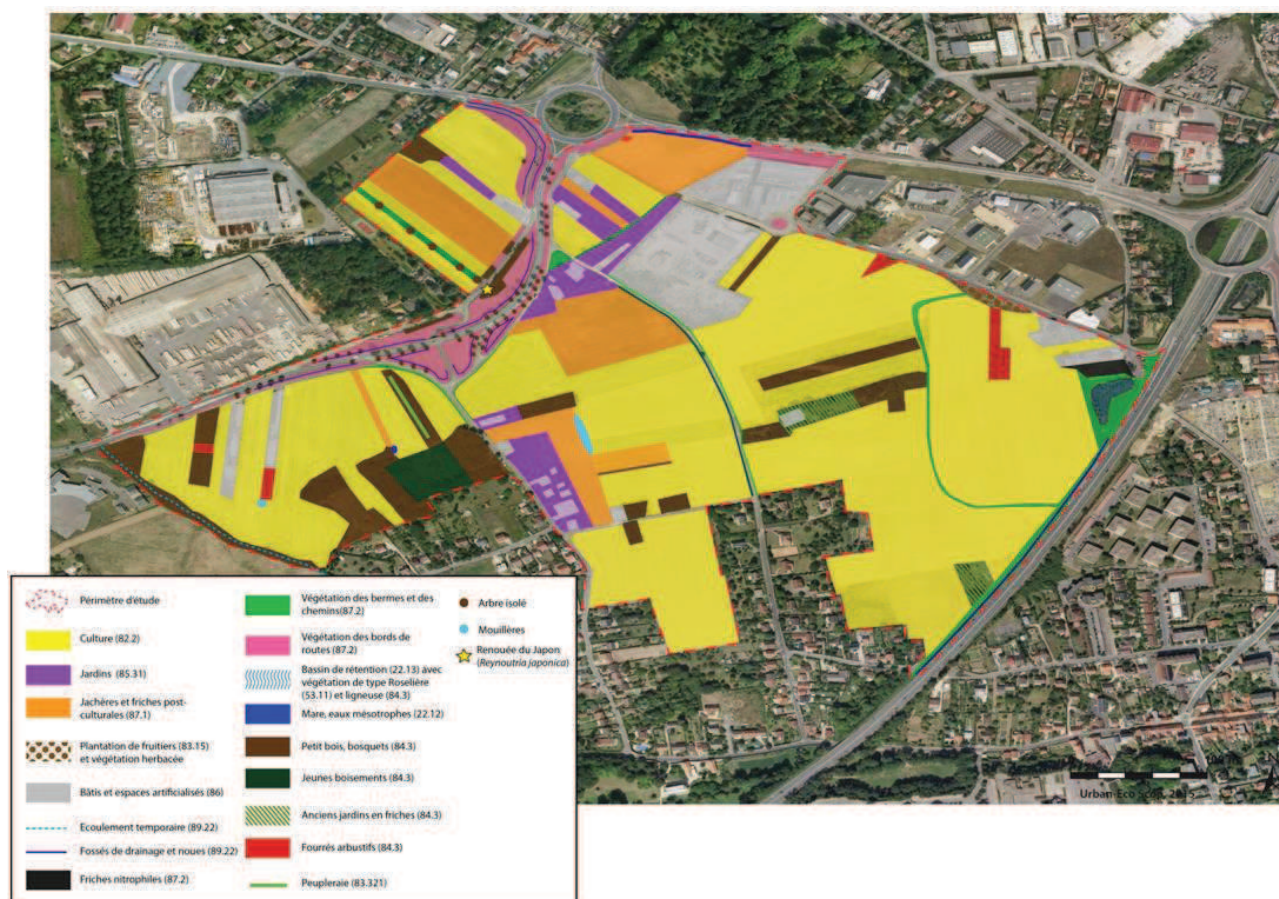 Périmètre d'étude
Culture (82.2)
Jardins (85.31)
Jachères et friches post-
culturales (87.1)
Plantation de fruitiers (83.15)
et végétation herbacée
Bâtis et espaces artificialisés (86)
Ecoulement temporaire (89.22)
Fossés de drainage et noues (89.22)
Friches nitrophiles (87.2)
Végétation des bermes et des
chemins(87.2)
Végétation des bords de
routes (87.2)
Bassin de rétention (22.13) avec
végétation de type Roselière
(53.11) et ligneuse (84.3)
Mare, eaux mésotrophes (22.12)
Petit bois, bosquets (84.3)
Jeunes boisements (84.3)
Anciens jardins en friches (84.3)
Fourrés arbustifs (84.3)
Peupleraie (83.321)
Arbre isolé
Mouillères
Renouée du Japon
(Reynoutria japonica)
Urban-Eco Scop, 2015